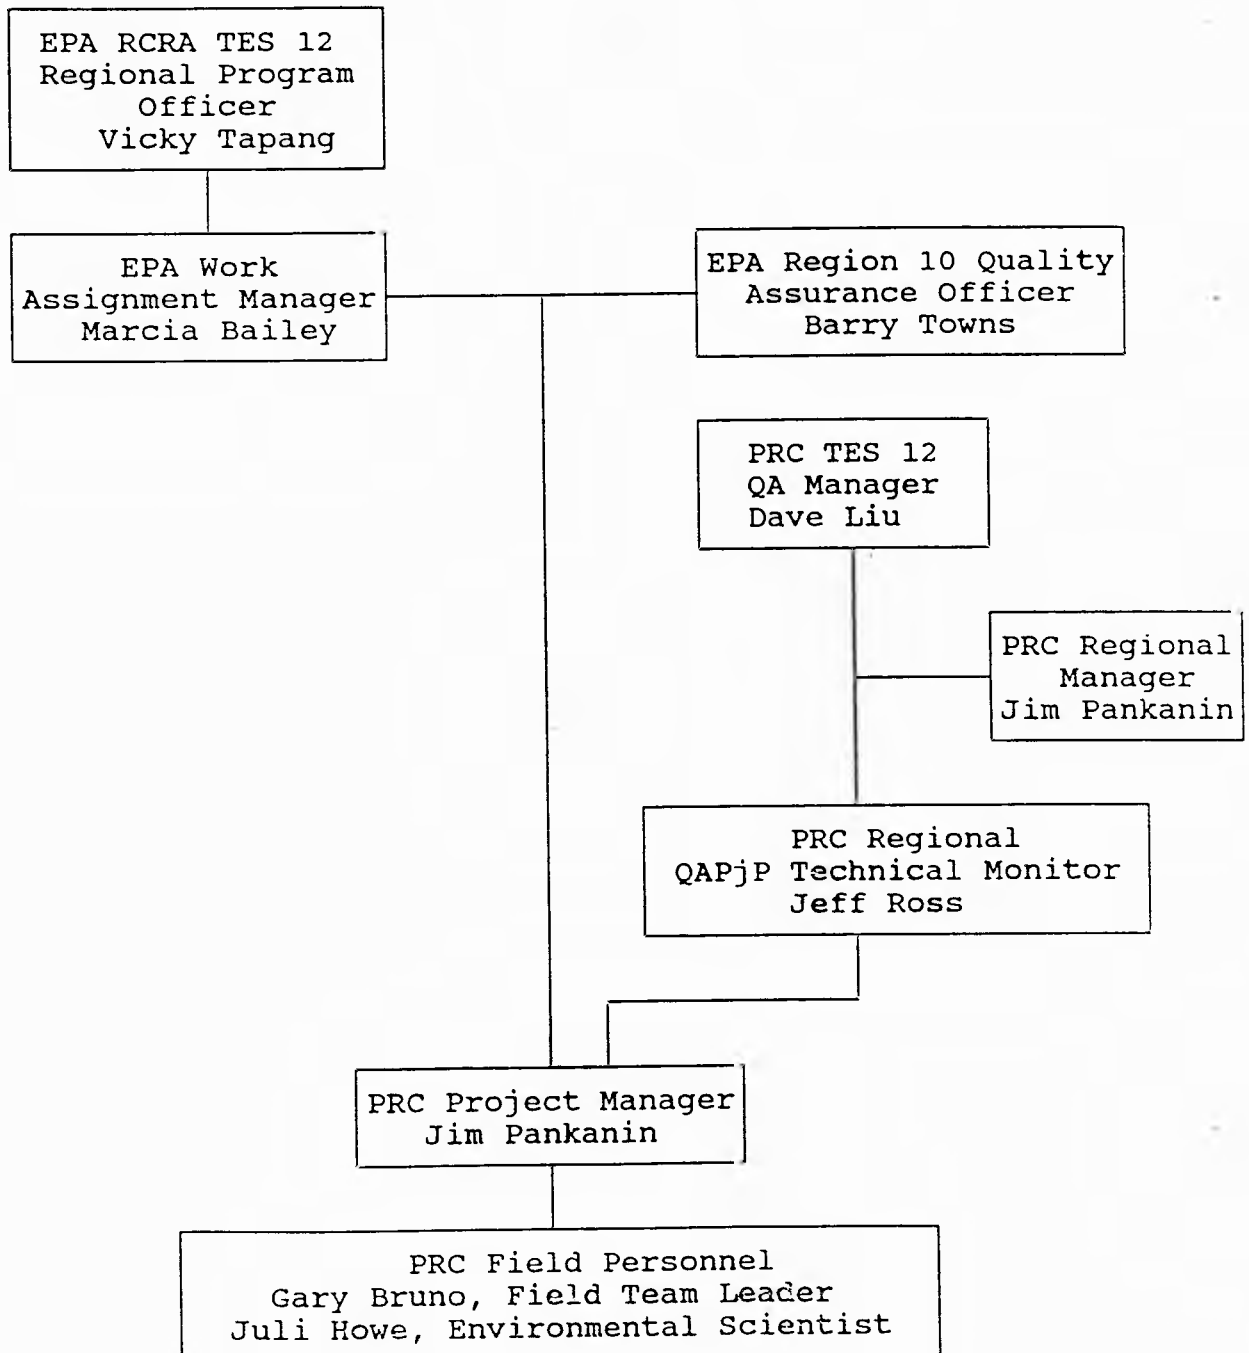 EPA RCRA TES 12
Regional Program
Officer
Vicky Tapang
EPA Work
Assignment Manager
Marcia Bailey
EPA Region 10 Quality
Assurance Officer
Barry Towns
PRC TES 12
QA Manager
Dave Liu
PRC Regional
Manager
Jim Pankanin
PRC Regional
QAPjP Technical Monitor
Jeff Ross
PRC Project Manager
Jim Pankanin
PRC Field Personnel
Gary Bruno, Field Team Leader
Juli Howe, Environmental Scientist